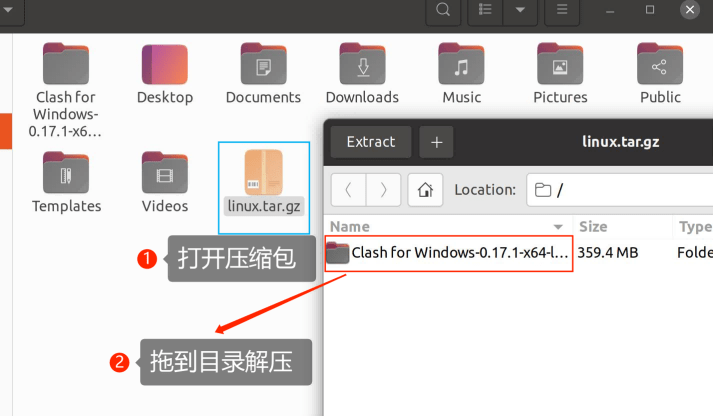 Clash for
Windows-
0.17.1-x6...
Desktop
Documents
Downloads
Music
Pictures
Public
Templates
Videos
linux.tar.gz
Extract
+
linux.tar.gz
Location:
/
Name
Size
Type
Clash for Windows-0.17.1-x64-l...
359.4 MB
Folde
1 打开压缩包
2 拖到目录解压